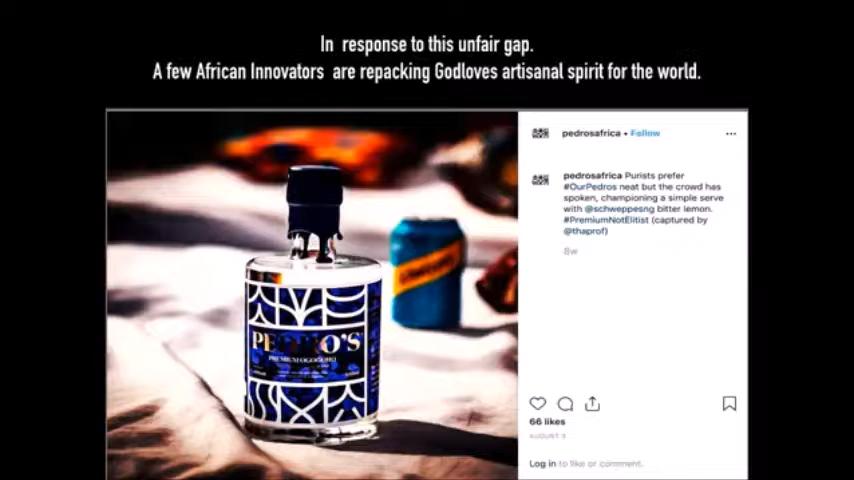 In response to this unfair gap.
A few African Innovators are repacking Godloves artisanal spirit for the world.
pedrosafrica • Follow
pedrosafrica Purists prefer
#OurPedros neat but the crowd has
spoken, championing a simple serve
with @schweppesng bitter lemon.
#PremiumNotElitist (captured by
@thaprof)
8w
PEDRO'S
PREMIUM OGOGORO
66 likes
AUGUST 3
Log in to like or comment.